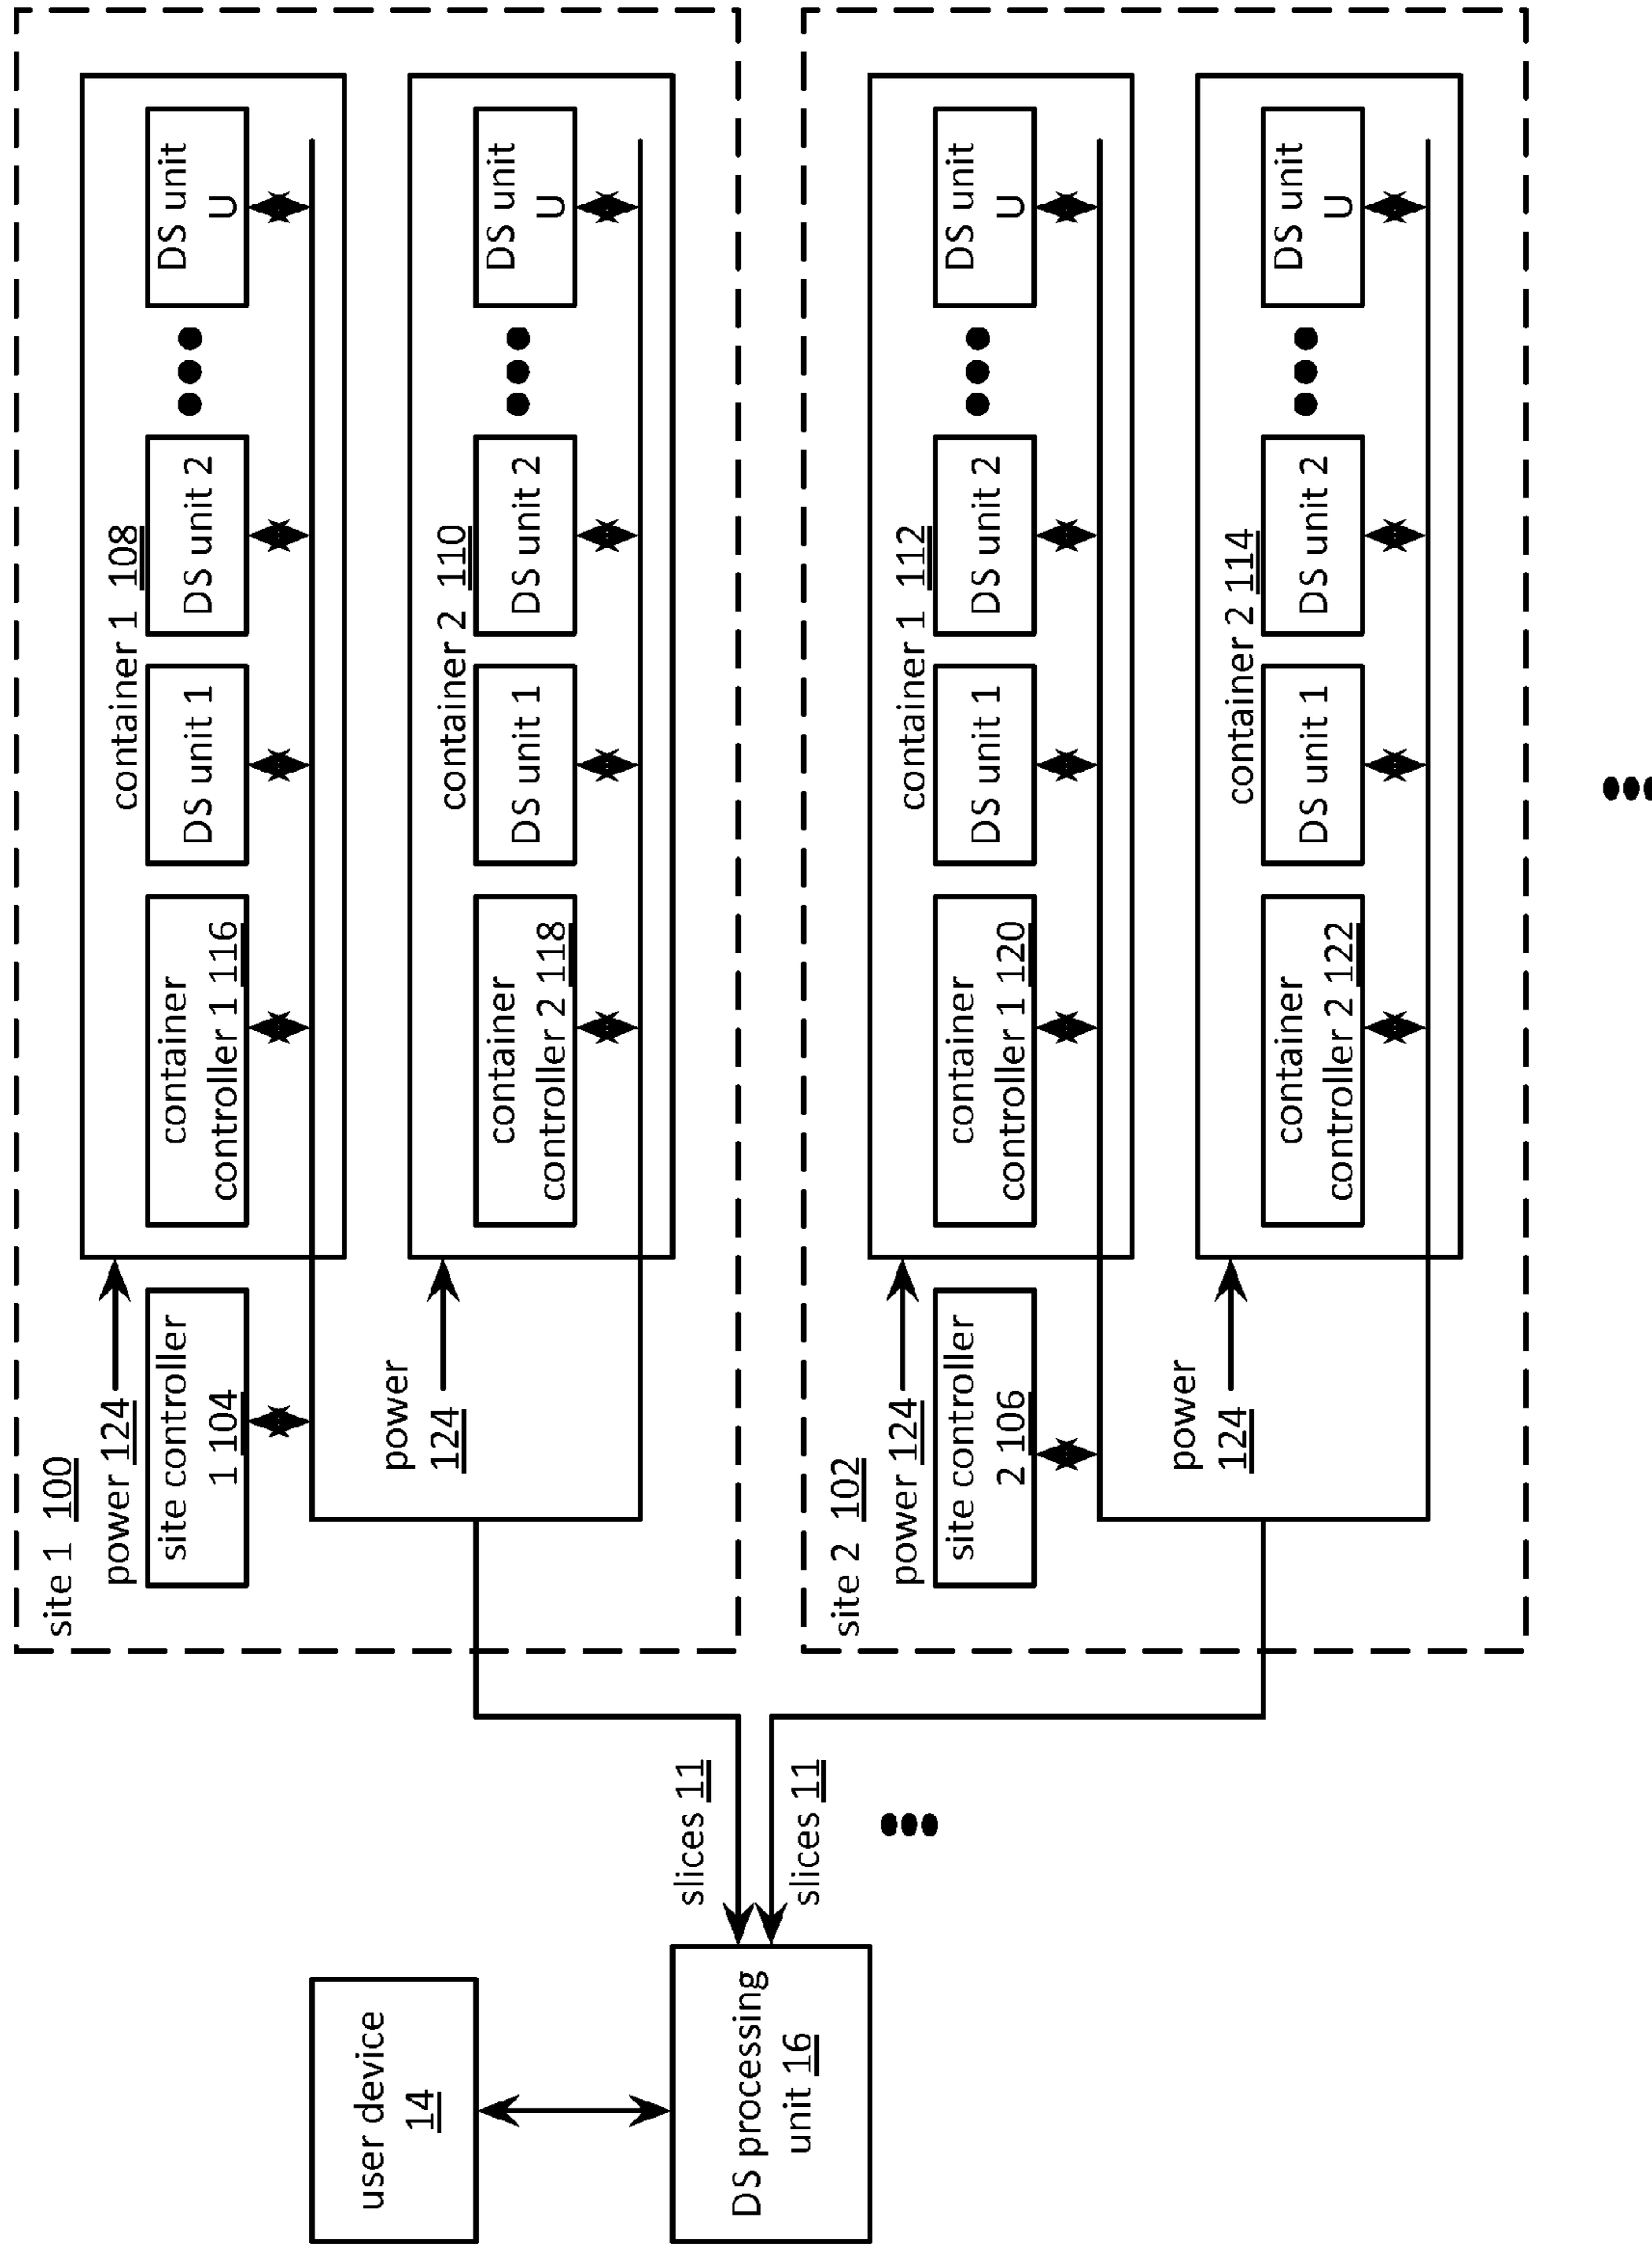 site 1 100
power 124
site controller
1 104
container 1 108
container
controller 1 116
DS unit 1
DS unit 2
DS unit
U
power
124
container 2 110
container
controller 2 118
DS unit 1
DS unit 2
DS unit
U
user device
14
DS processing
unit 16
slices 11
slices 11
site 2 102
power 124
site controller
2 106
container 1 112
container
controller 1 120
DS unit 1
DS unit 2
DS unit
U
power
124
container 2 114
container
controller 2 122
DS unit 1
DS unit 2
DS unit
U